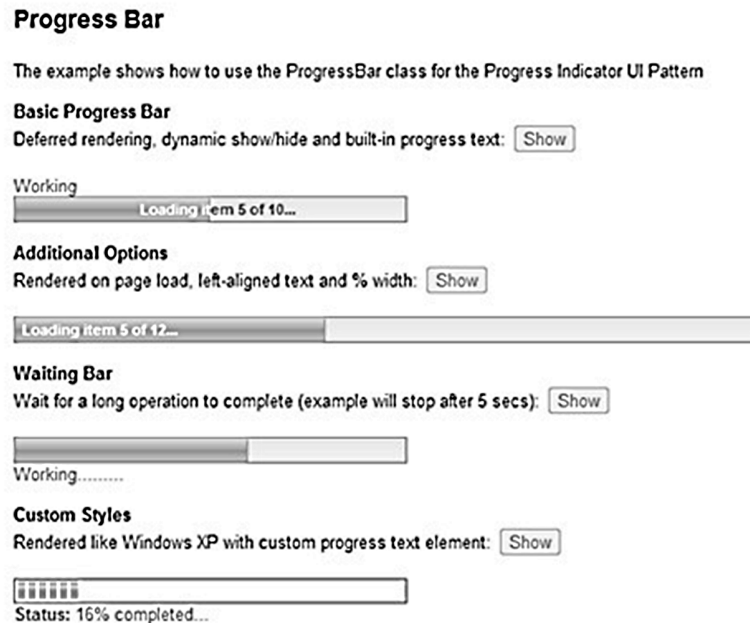 Progress Bar
The example shows how to use the ProgressBar class for the Progress Indicator UI Pattern
Basic Progress Bar
Deferred rendering, dynamic show/hide and built-in progress text: Show
Working
Loading item 5 of 10...
Additional Options
Rendered on page load, left-aligned text and % width: Show
Loading item 5 of 12...
Waiting Bar
Wait for a long operation to complete (example will stop after 5 secs): Show
Working.........
Custom Styles
Rendered like Windows XP with custom progress text element: Show
Status: 16% completed...